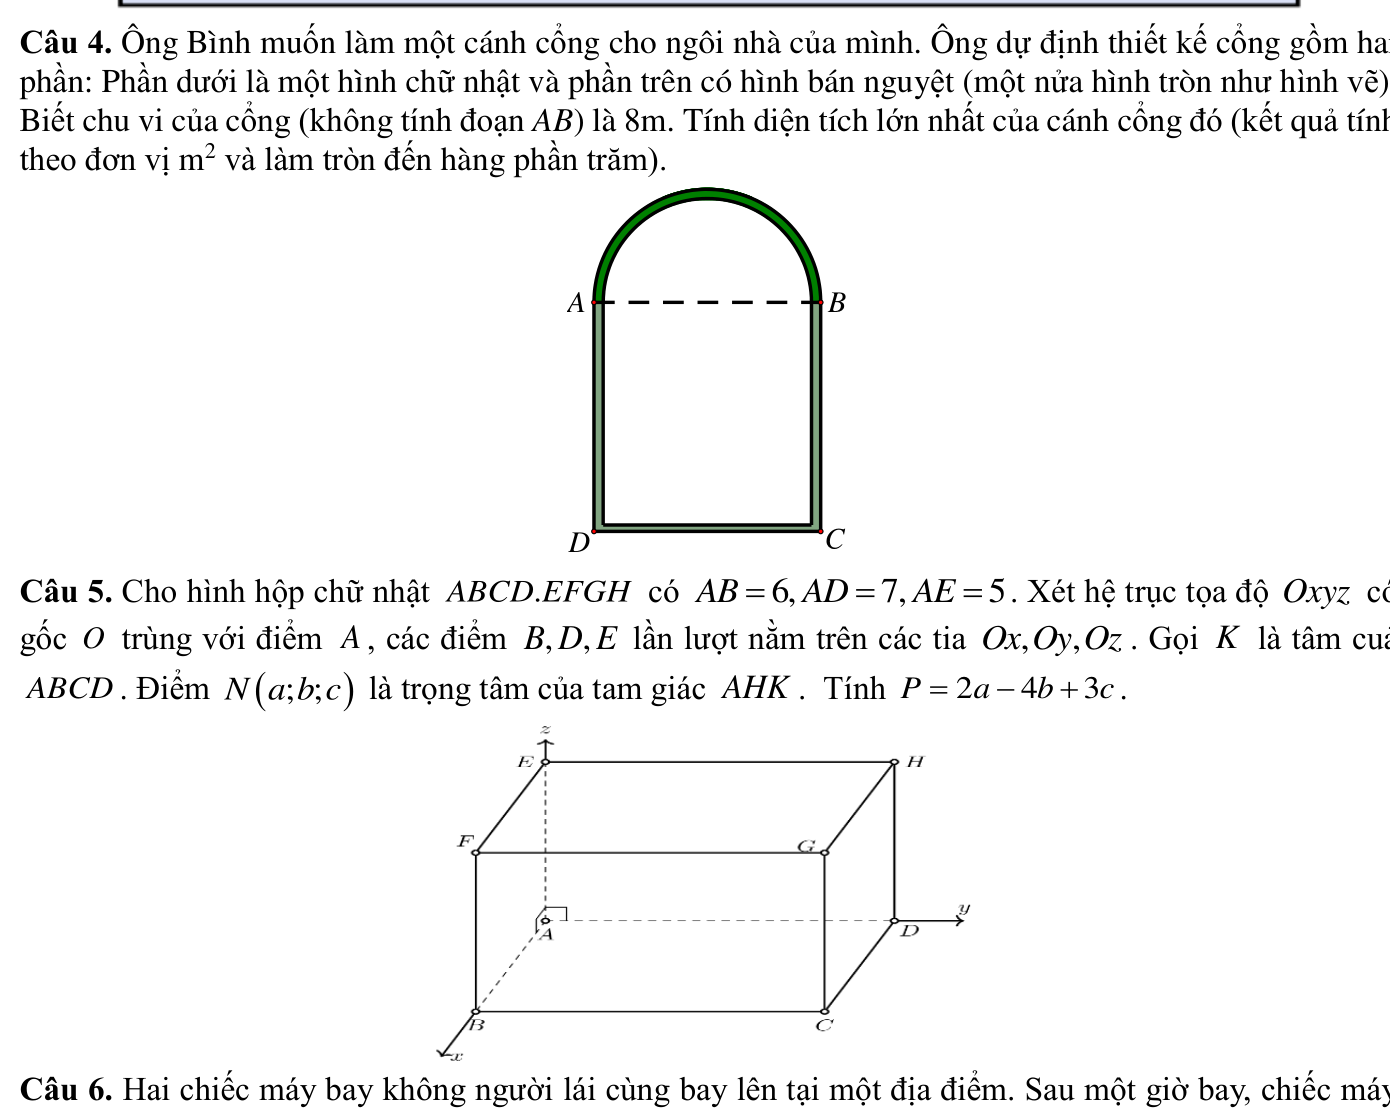 Câu 4. Ông Bình muốn làm một cánh cổng cho ngôi nhà của mình. Ông dự định thiết kế cổng gồm hai
phần: Phần dưới là một hình chữ nhật và phần trên có hình bán nguyệt (một nửa hình tròn như hình vẽ)
Biết chu vi của cổng (không tính đoạn AB) là 8m. Tính diện tích lớn nhất của cánh cổng đó (kết quả tính
theo đơn vị m² và làm tròn đến hàng phần trăm).
A B
D C
Câu 5. Cho hình hộp chữ nhật ABCD.EFGH có AB = 6, AD = 7, AE = 5. Xét hệ trục tọa độ Oxyz có
gốc O trùng với điểm A, các điểm B, D, E lần lượt nằm trên các tia Ox, Oy, Oz. Gọi K là tâm của
ABCD. Điểm N(a;b;c) là trọng tâm của tam giác AHK. Tính P = 2a − 4b + 3c.
z
E H
F G
y
A D
B C
x
Câu 6. Hai chiếc máy bay không người lái cùng bay lên tại một địa điểm. Sau một giờ bay, chiếc máy